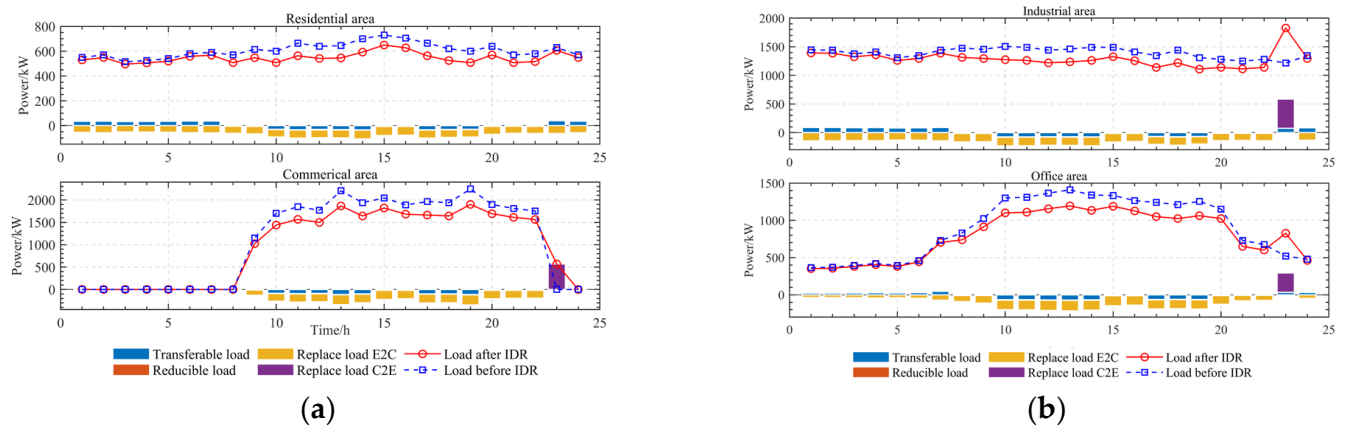 Residential area
Power/kW
800
600
400
200
0
0 5 10 15 20 25
Commerical area
Power/kW
2000
1500
1000
500
0
0 5 10 15 20 25
Time/h
Transferable load Replace load E2C Load after IDR
Reducible load Replace load C2E Load before IDR
(a)
Industrial area
Power/kW
2000
1500
1000
500
0
0 5 10 15 20 25
Office area
Power/kW
1500
1000
500
0
0 5 10 15 20 25
Transferable load Replace load E2C Load after IDR
Reducible load Replace load C2E Load before IDR
(b)